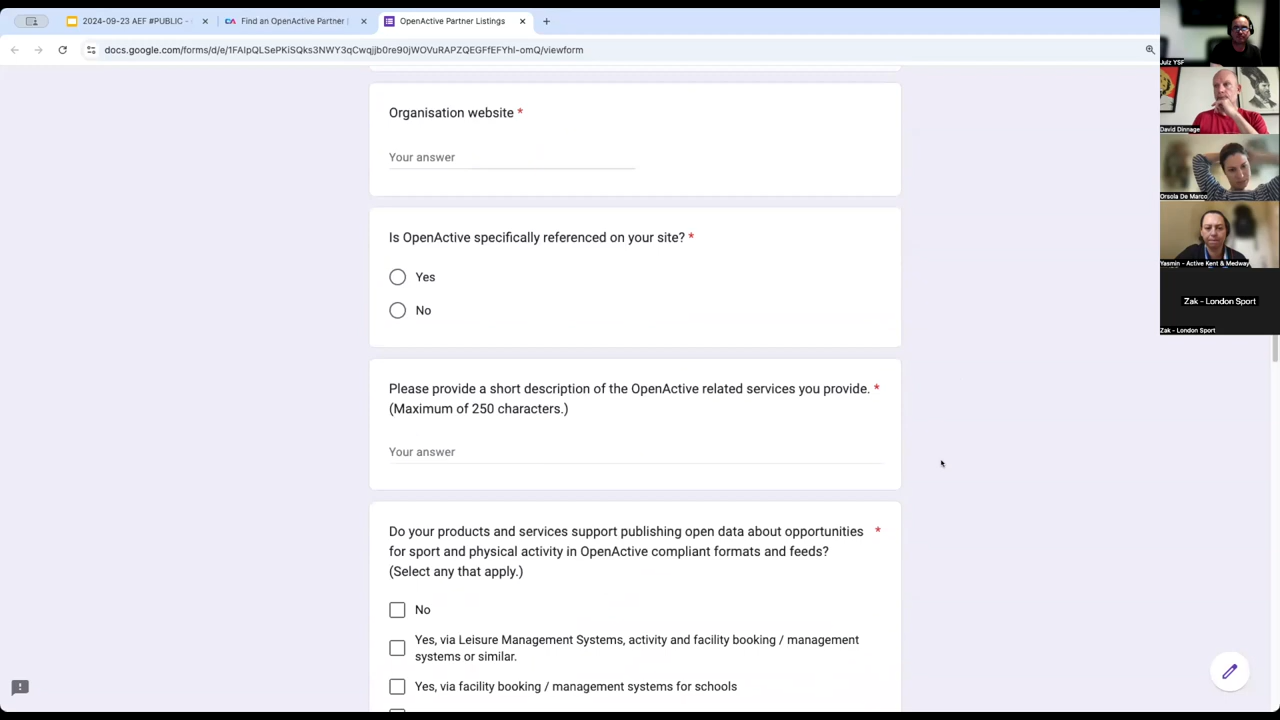 2024-09-23 AEF #PUBLIC -
Find an OpenActive Partner |
OpenActive Partner Listings
docs.google.com/forms/d/e/1FAIpQLSePKiSQks3NWY3qCwqjjb0re90jWOVuRAPZQEGFfEFYhl-omQ/viewform
Organisation website *
Your answer
Is OpenActive specifically referenced on your site? *
Yes
No
Please provide a short description of the OpenActive related services you provide. *
(Maximum of 250 characters.)
Your answer
Do your products and services support publishing open data about opportunities *
for sport and physical activity in OpenActive compliant formats and feeds?
(Select any that apply.)
No
Yes, via Leisure Management Systems, activity and facility booking / management
systems or similar.
Yes, via facility booking / management systems for schools
Julz YSF
David Dinnage
Orsola De Marco
Yasmin - Active Kent & Medway
Zak - London Sport
Zak - London Sport